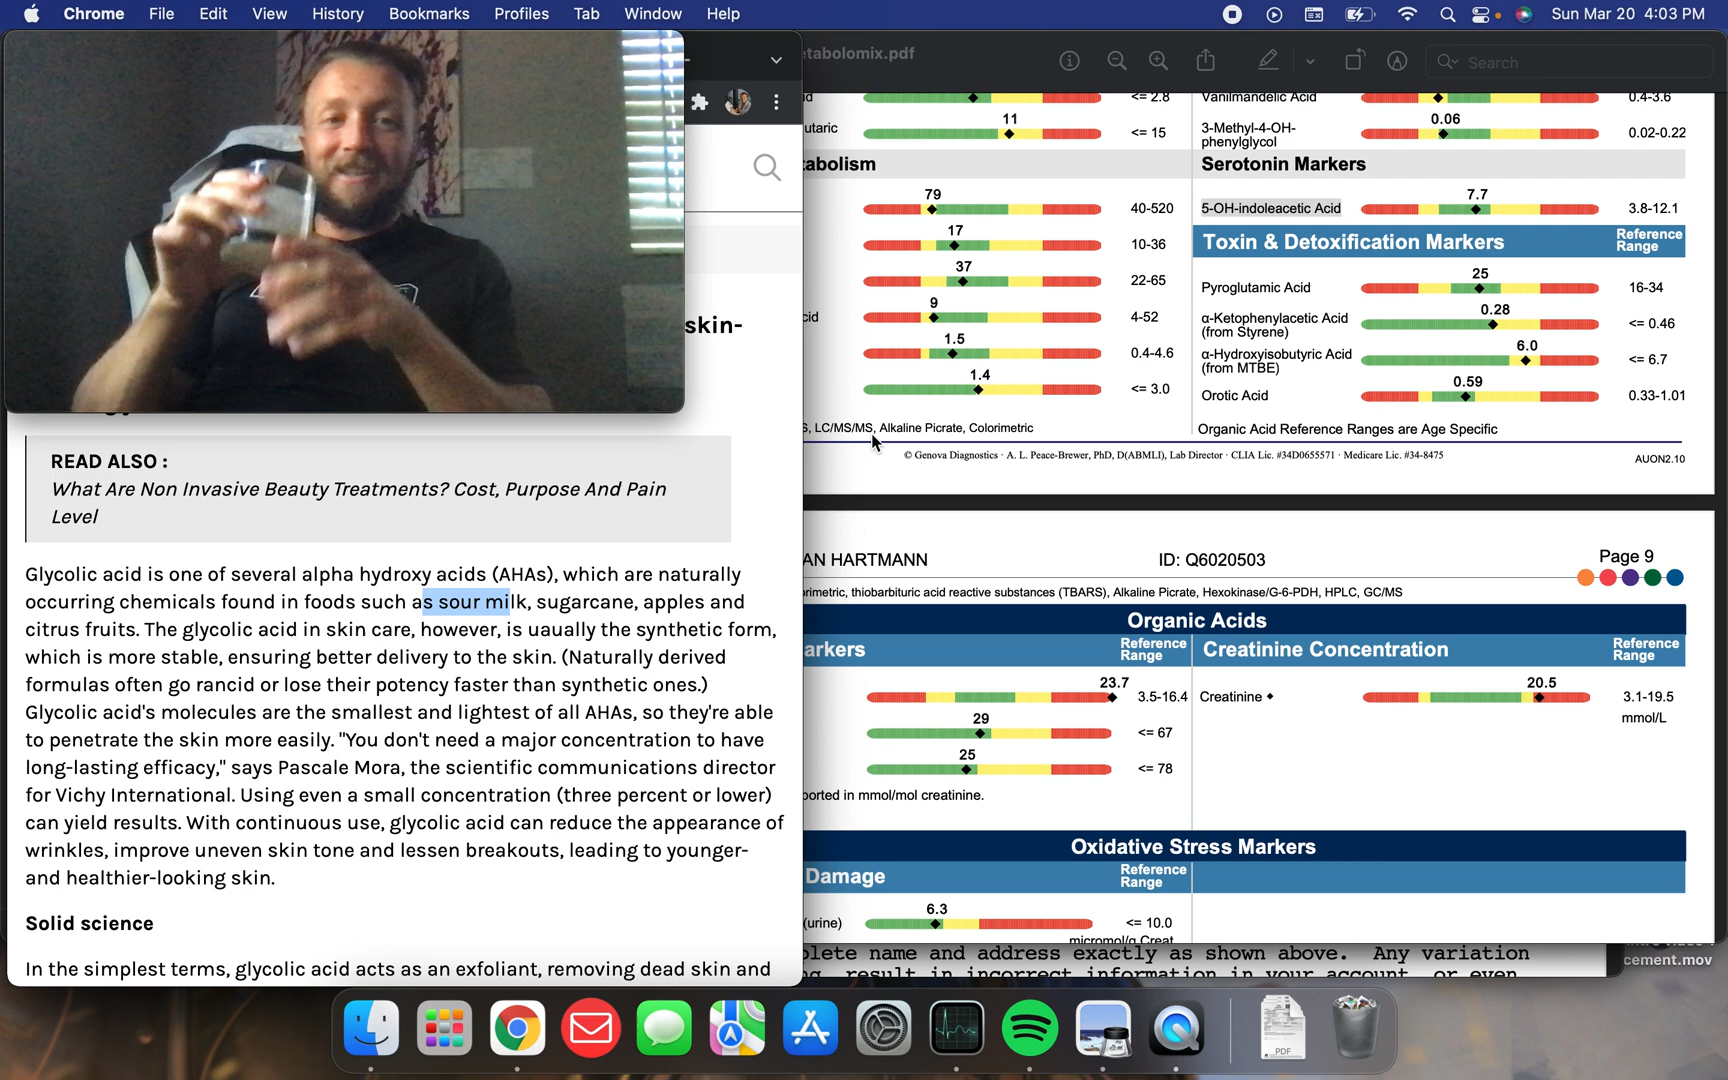 Chrome File Edit View History Bookmarks Profiles Tab Window Help
Sun Mar 20 4:03 PM
etabolomix.pdf
Search
<= 2.8
Vanilmandelic Acid
0.4-3.6
utaric
11
<= 15
3-Methyl-4-OH-
phenylglycol
0.06
0.02-0.22
tabolism
Serotonin Markers
79
40-520
5-OH-indoleacetic Acid
7.7
3.8-12.1
17
10-36
Toxin & Detoxification Markers
Reference
Range
37
22-65
Pyroglutamic Acid
25
16-34
cid
9
4-52
α-Ketophenylacetic Acid
(from Styrene)
0.28
<= 0.46
1.5
0.4-4.6
α-Hydroxyisobutyric Acid
(from MTBE)
6.0
<= 6.7
1.4
<= 3.0
Orotic Acid
0.59
0.33-1.01
S, LC/MS/MS, Alkaline Picrate, Colorimetric
Organic Acid Reference Ranges are Age Specific
© Genova Diagnostics · A. L. Peace-Brewer, PhD, D(ABMLI), Lab Director · CLIA Lic. #34D0655571 · Medicare Lic. #34-8475
AUON2.10
AN HARTMANN
ID: Q6020503
Page 9
orimetric, thiobarbituric acid reactive substances (TBARS), Alkaline Picrate, Hexokinase/G-6-PDH, HPLC, GC/MS
Organic Acids
arkers
Reference
Range
Creatinine Concentration
Reference
Range
23.7
3.5-16.4
Creatinine ◆
20.5
3.1-19.5
mmol/L
29
<= 67
25
<= 78
ported in mmol/mol creatinine.
Oxidative Stress Markers
Damage
Reference
Range
(urine)
6.3
<= 10.0
micromol/g Creat.
plete name and address exactly as shown above. Any variation
ng, result in incorrect information in your account, or even
cement.mov
skin-
READ ALSO :
What Are Non Invasive Beauty Treatments? Cost, Purpose And Pain
Level
Glycolic acid is one of several alpha hydroxy acids (AHAs), which are naturally
occurring chemicals found in foods such as sour milk, sugarcane, apples and
citrus fruits. The glycolic acid in skin care, however, is uaually the synthetic form,
which is more stable, ensuring better delivery to the skin. (Naturally derived
formulas often go rancid or lose their potency faster than synthetic ones.)
Glycolic acid's molecules are the smallest and lightest of all AHAs, so they're able
to penetrate the skin more easily. "You don't need a major concentration to have
long-lasting efficacy," says Pascale Mora, the scientific communications director
for Vichy International. Using even a small concentration (three percent or lower)
can yield results. With continuous use, glycolic acid can reduce the appearance of
wrinkles, improve uneven skin tone and lessen breakouts, leading to younger-
and healthier-looking skin.
Solid science
In the simplest terms, glycolic acid acts as an exfoliant, removing dead skin and
PDF